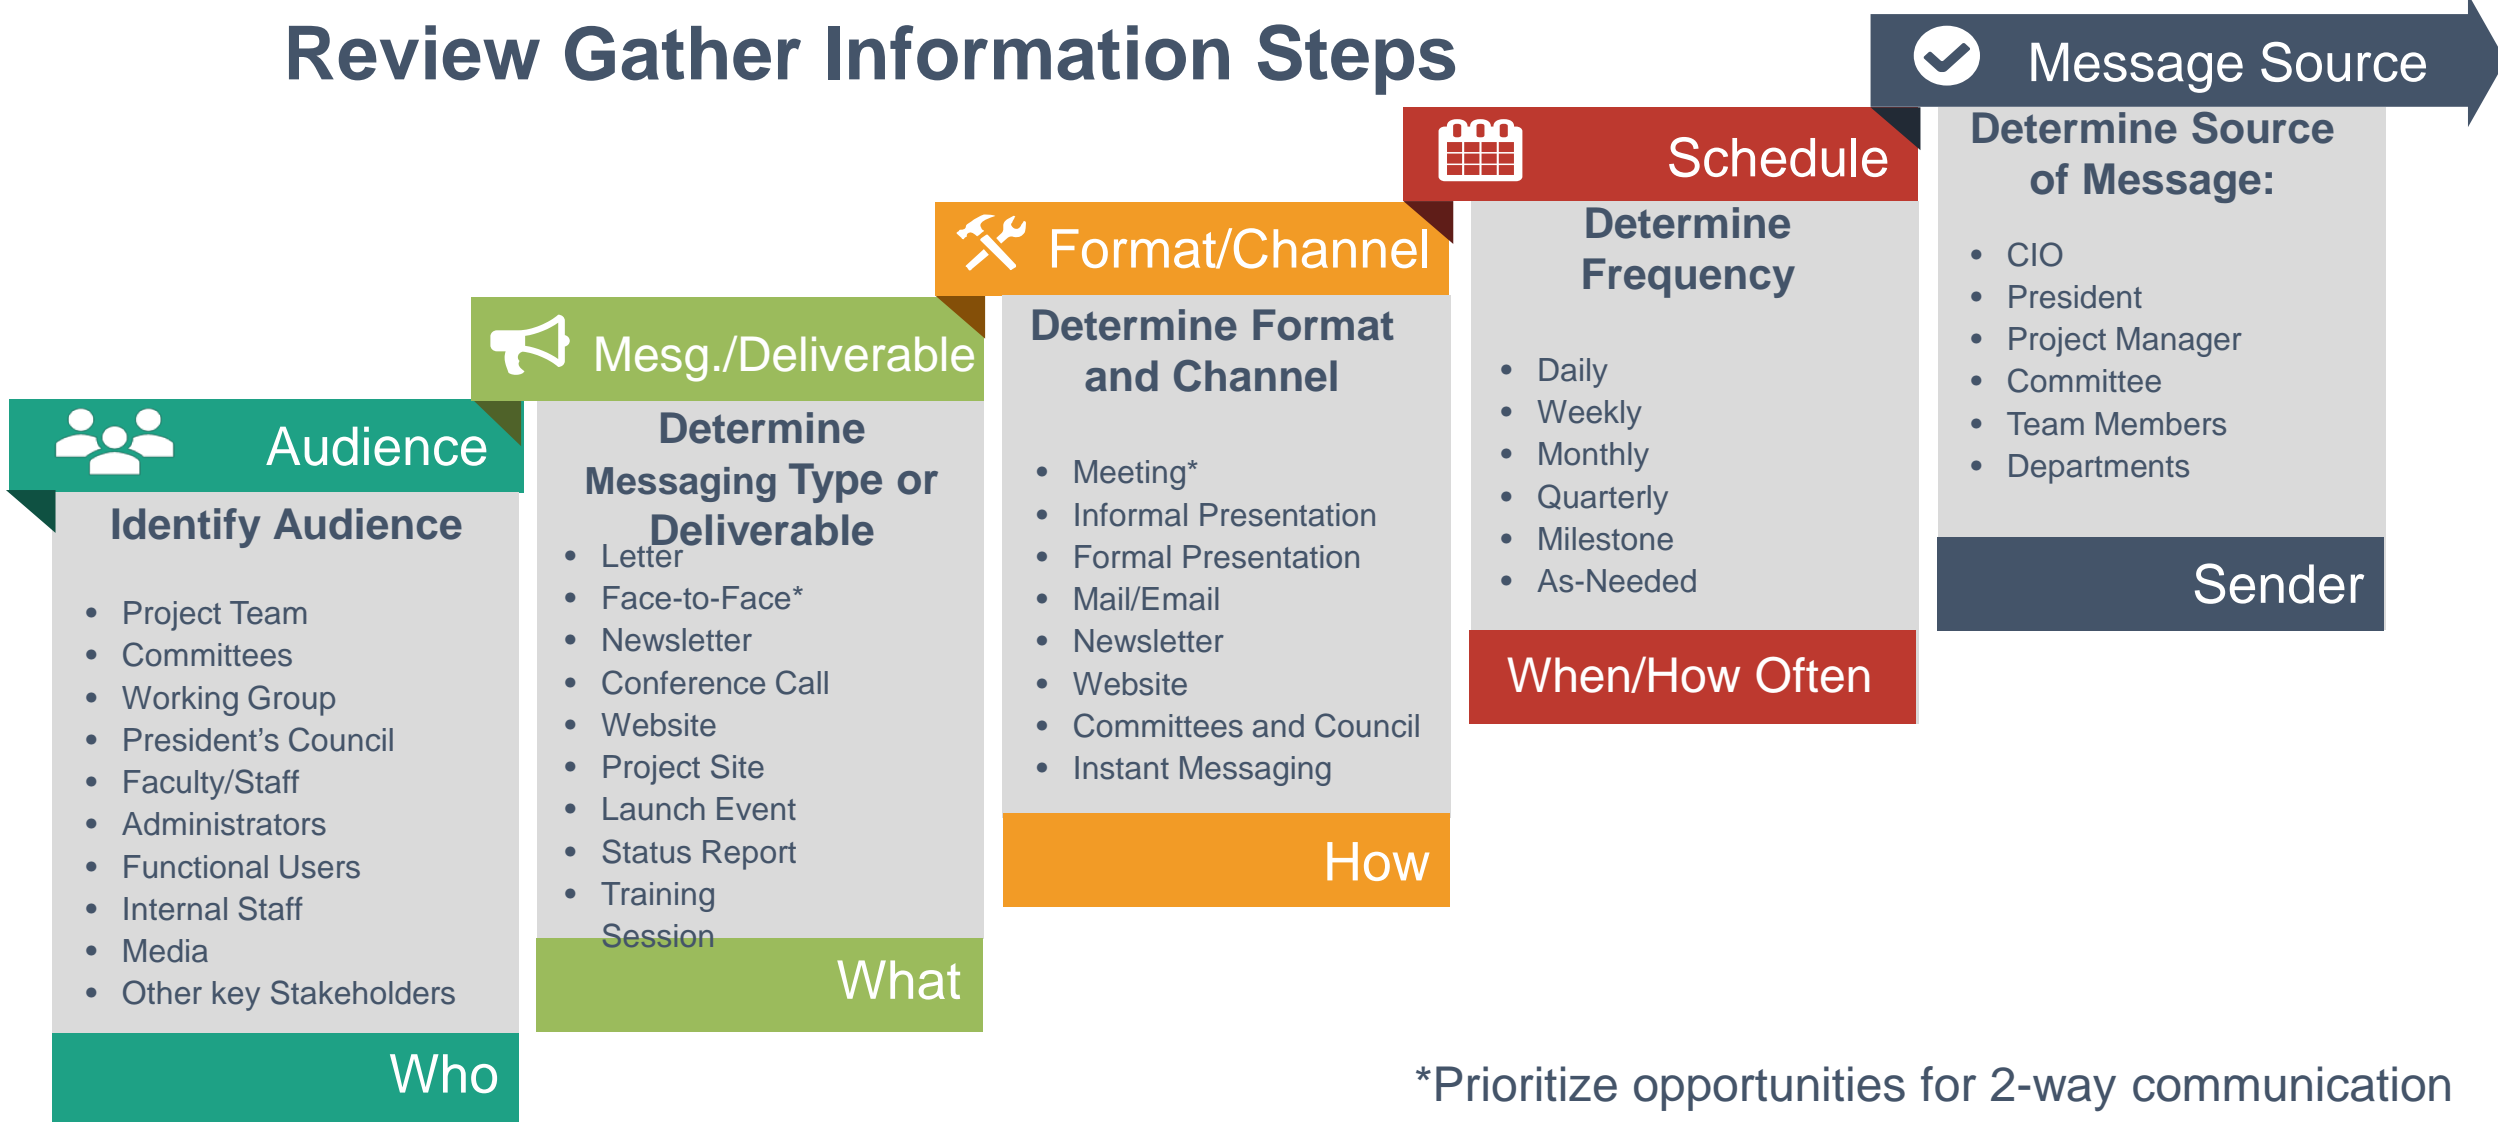 Review Gather Information Steps
Audience
Identify Audience
• Project Team
• Committees
• Working Group
• President’s Council
• Faculty/Staff
• Administrators
• Functional Users
• Internal Staff
• Media
• Other key Stakeholders
Who
Mesg./Deliverable
Determine
Messaging Type or
Deliverable
• Letter
• Face-to-Face*
• Newsletter
• Conference Call
• Website
• Project Site
• Launch Event
• Status Report
• Training
Session
What
Format/Channel
Determine Format
and Channel
• Meeting*
• Informal Presentation
• Formal Presentation
• Mail/Email
• Newsletter
• Website
• Committees and Council
• Instant Messaging
How
Schedule
Determine
Frequency
• Daily
• Weekly
• Monthly
• Quarterly
• Milestone
• As-Needed
When/How Often
Message Source
Determine Source
of Message:
• CIO
• President
• Project Manager
• Committee
• Team Members
• Departments
Sender
*Prioritize opportunities for 2-way communication